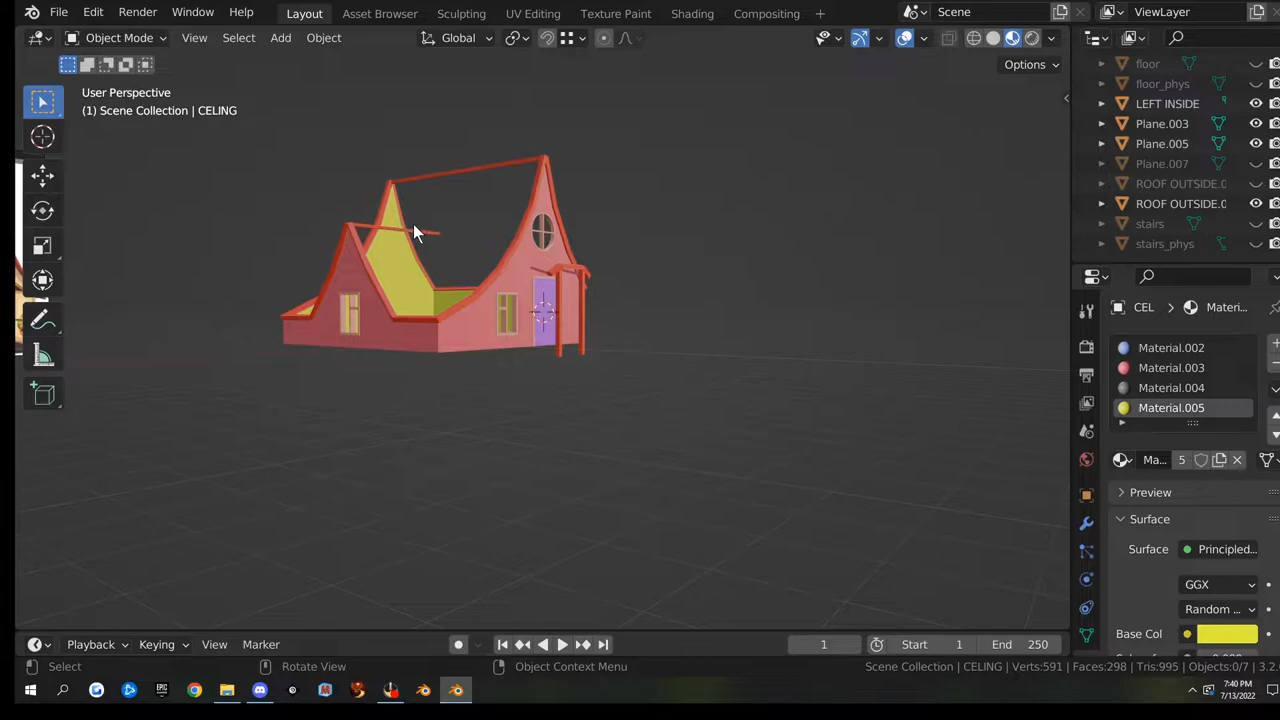 File Edit Render Window Help Layout Asset Browser Sculpting UV Editing Texture Paint Shading Compositing Scene ViewLayer
Object Mode View Select Add Object Global
Options
User Perspective
(1) Scene Collection | CELING
floor
floor_phys
LEFT INSIDE
Plane.003
Plane.005
Plane.007
ROOF OUTSIDE.0
ROOF OUTSIDE.0
stairs
stairs_phys
CEL Materi...
Material.002
Material.003
Material.004
Material.005
Ma... 5
Preview
Surface
Surface Principled...
GGX
Random ...
Base Col
Playback Keying View Marker 1 Start 1 End 250
Select Rotate View Object Context Menu Scene Collection | CELING | Verts:591 | Faces:298 | Tris:995 | Objects:0/7 | 3.2.
7:40 PM
7/13/2022